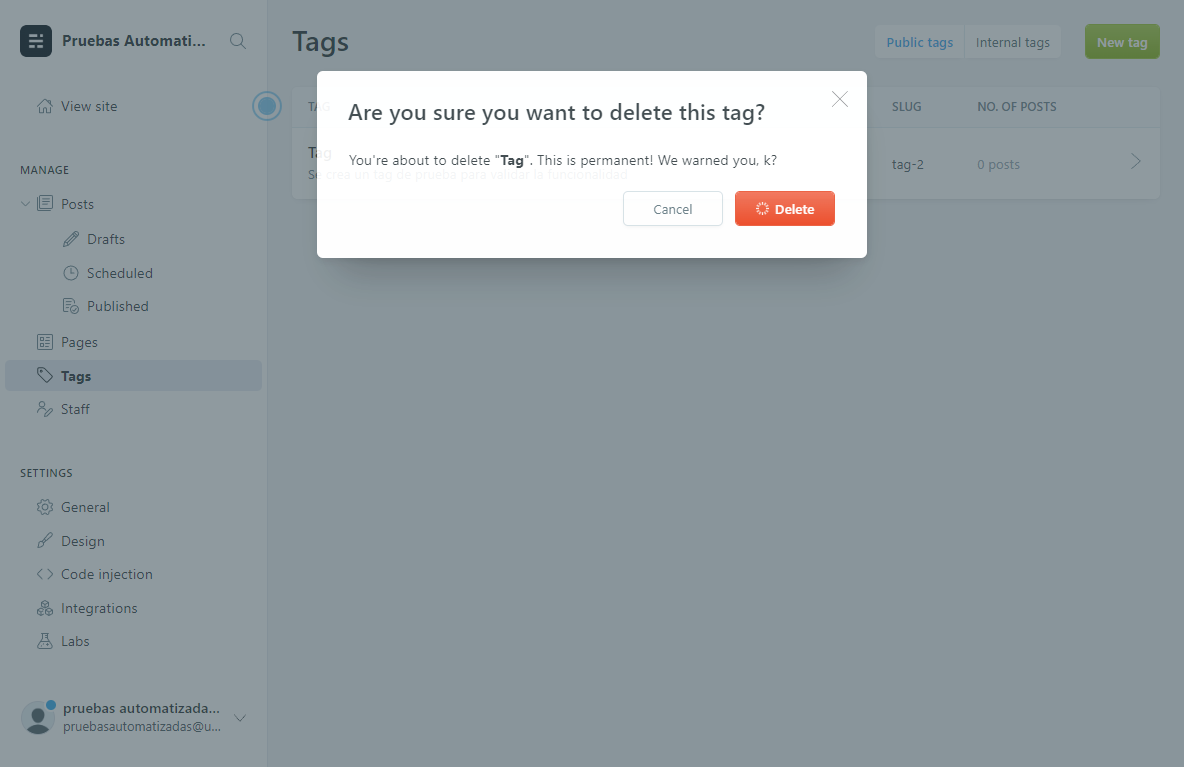 Pruebas Automati...
View site
MANAGE
Posts
Drafts
Scheduled
Published
Pages
Tags
Staff
SETTINGS
General
Design
Code injection
Integrations
Labs
pruebas automatizada...
pruebasautomatizadas@u...
Tags
Public tags
Internal tags
New tag
TAG
SLUG
NO. OF POSTS
Tag
Se crea un tag de prueba para validar la funcionalidad
tag-2
0 posts
Are you sure you want to delete this tag?
You're about to delete "Tag". This is permanent! We warned you, k?
Cancel
Delete